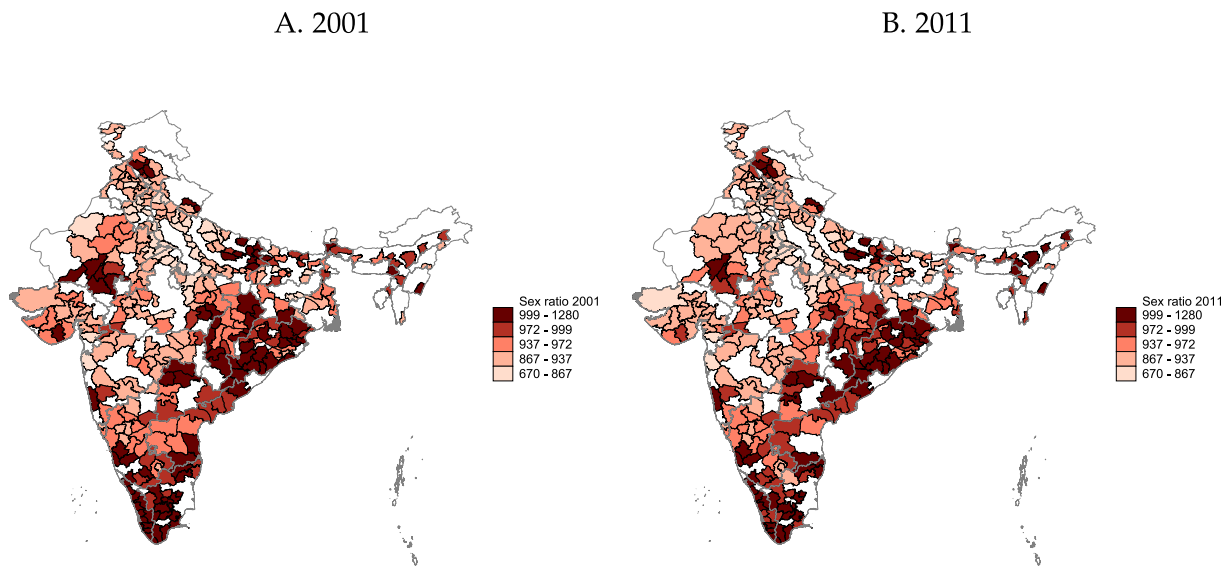 A. 2001
B. 2011
Sex ratio 2001
999 - 1280
972 - 999
937 - 972
867 - 937
670 - 867
Sex ratio 2011
999 - 1280
972 - 999
937 - 972
867 - 937
670 - 867